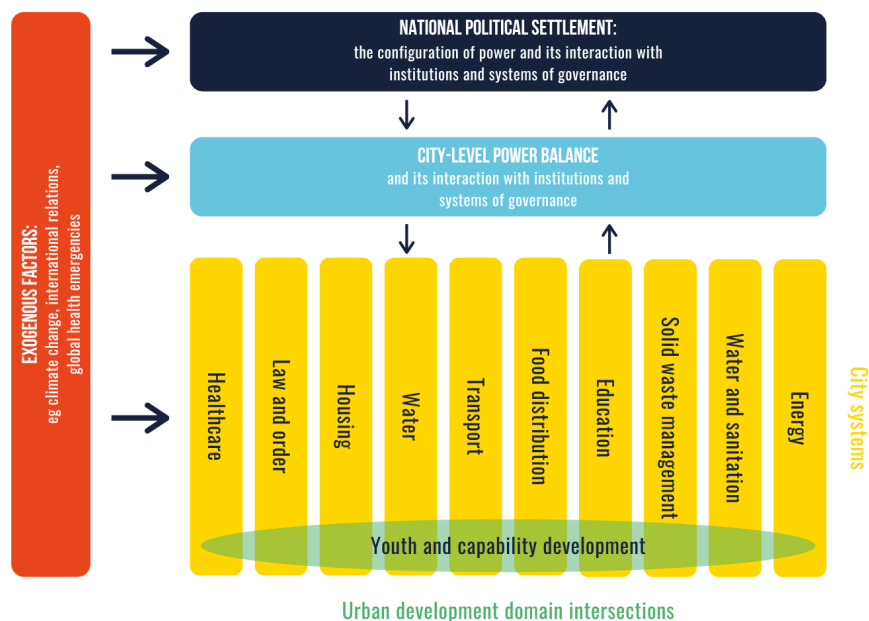 EXOGENOUS FACTORS:
eg climate change, international relations,
global health emergencies
NATIONAL POLITICAL SETTLEMENT:
the configuration of power and its interaction with
institutions and systems of governance
CITY-LEVEL POWER BALANCE
and its interaction with institutions and
systems of governance
Healthcare
Law and order
Housing
Water
Transport
Food distribution
Education
Solid waste management
Water and sanitation
Energy
City systems
Youth and capability development
Urban development domain intersections